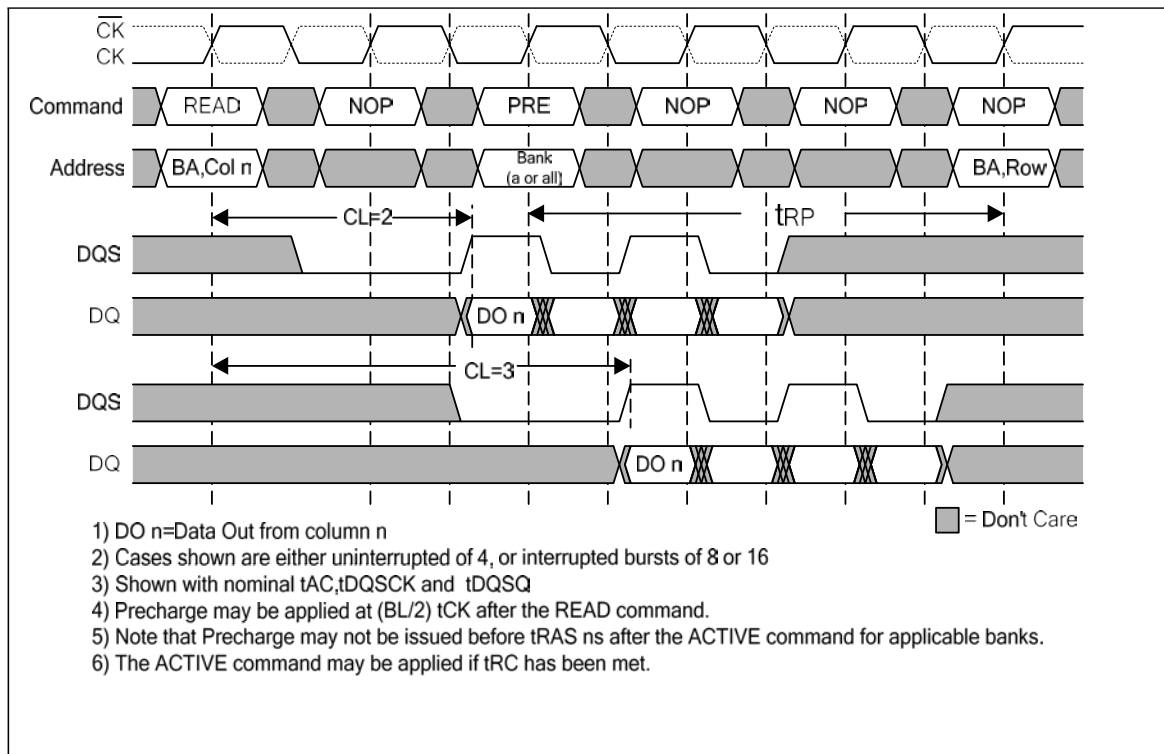 CK
CK
Command READ NOP PRE NOP NOP NOP
Address BA,Col n Bank (a or all) BA,Row
CL=2 tRP
DQS
DQ DO n
CL=3
DQS
DQ DO n
= Don't Care
1) DO n=Data Out from column n
2) Cases shown are either uninterrupted of 4, or interrupted bursts of 8 or 16
3) Shown with nominal tAC,tDQSCK and tDQSQ
4) Precharge may be applied at (BL/2) tCK after the READ command.
5) Note that Precharge may not be issued before tRAS ns after the ACTIVE command for applicable banks.
6) The ACTIVE command may be applied if tRC has been met.